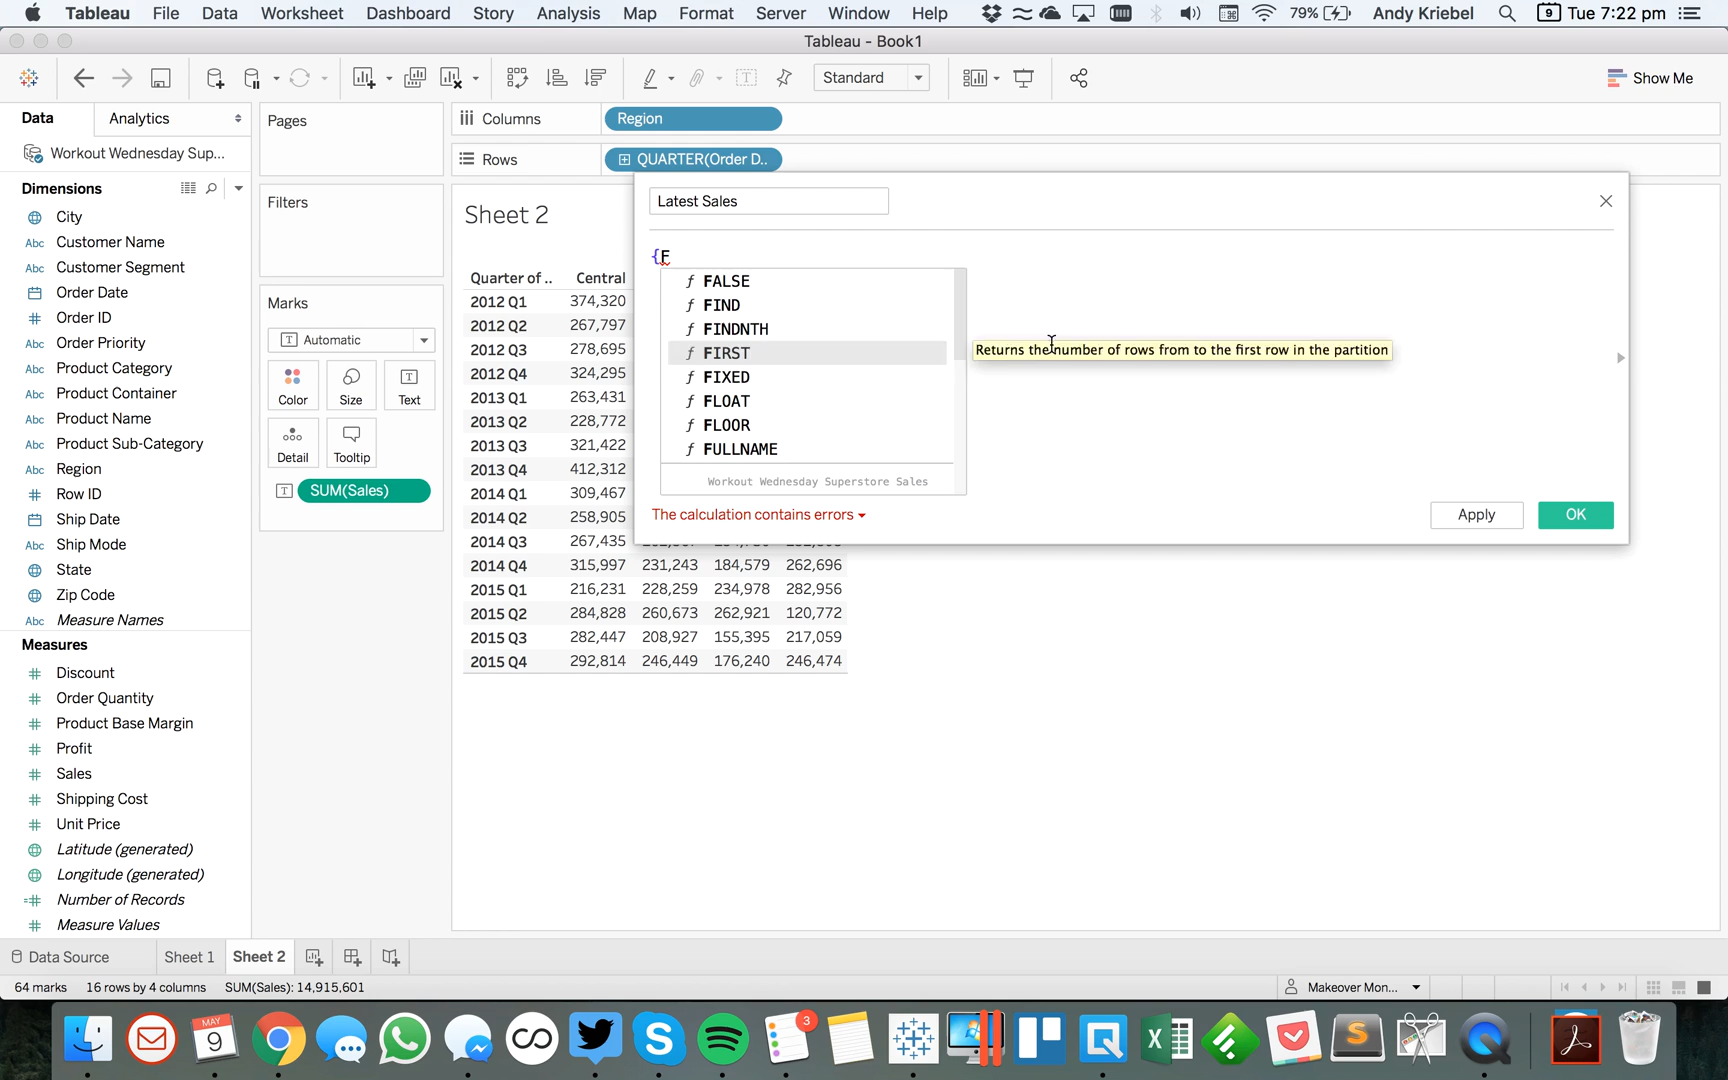 Tableau File Data Worksheet Dashboard Story Analysis Map Format Server Window Help 79% Andy Kriebel 9 Tue 7:22 pm
Tableau - Book1
Standard Show Me
Data Analytics Pages Columns Region
Workout Wednesday Sup... Rows QUARTER(Order D..
Dimensions Filters
Abc City
Abc Customer Name
Abc Customer Segment
Order Date
Order ID
Abc Order Priority
Abc Product Category
Abc Product Container
Abc Product Name
Abc Product Sub-Category
Abc Region
Row ID
Ship Date
Abc Ship Mode
State
Zip Code
Abc Measure Names
Measures
Discount
Order Quantity
Product Base Margin
Profit
Sales
Shipping Cost
Unit Price
Latitude (generated)
Longitude (generated)
Number of Records
Measure Values
Marks
Automatic
Color Size Text
Detail Tooltip
SUM(Sales)
Sheet 2
Quarter of .. Central
2012 Q1 374,320
2012 Q2 267,797
2012 Q3 278,695
2012 Q4 324,295
2013 Q1 263,431
2013 Q2 228,772
2013 Q3 321,422
2013 Q4 412,312
2014 Q1 309,467
2014 Q2 258,905
2014 Q3 267,435
2014 Q4 315,997 231,243 184,579 262,696
2015 Q1 216,231 228,259 234,978 282,956
2015 Q2 284,828 260,673 262,921 120,772
2015 Q3 282,447 208,927 155,395 217,059
2015 Q4 292,814 246,449 176,240 246,474
Latest Sales
{F
FALSE
FIND
FINDNTH
FIRST
FIXED
FLOAT
FLOOR
FULLNAME
Workout Wednesday Superstore Sales
Returns the number of rows from to the first row in the partition
The calculation contains errors
Apply OK
Data Source Sheet 1 Sheet 2
64 marks 16 rows by 4 columns SUM(Sales): 14,915,601 Makeover Mon...
MAY
9
3